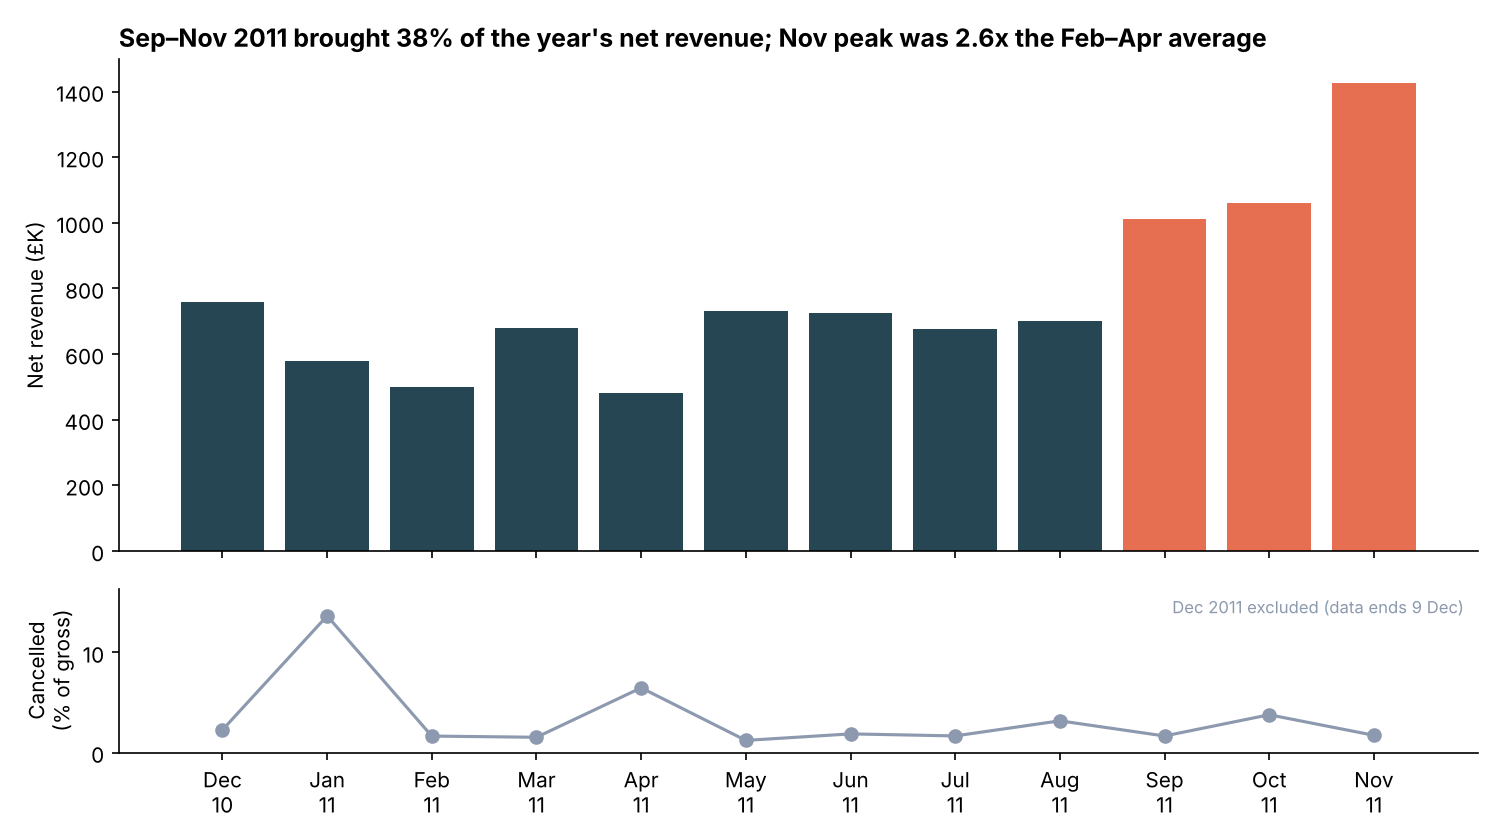 Sep–Nov 2011 brought 38% of the year's net revenue; Nov peak was 2.6x the Feb–Apr average
Net revenue (£K)
1400
1200
1000
800
600
400
200
0
Cancelled
(% of gross)
10
0
Dec 2011 excluded (data ends 9 Dec)
Dec Jan Feb Mar Apr May Jun Jul Aug Sep Oct Nov
10 11 11 11 11 11 11 11 11 11 11 11